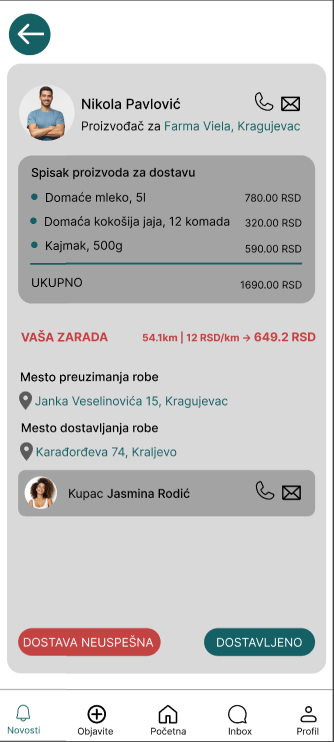 Nikola Pavlović
Proizvođač za Farma Viela, Kragujevac
Spisak proizvoda za dostavu
Domaće mleko, 5l 780.00 RSD
Domaća kokošija jaja, 12 komada 320.00 RSD
Kajmak, 500g 590.00 RSD
UKUPNO 1690.00 RSD
VAŠA ZARADA 54.1km | 12 RSD/km → 649.2 RSD
Mesto preuzimanja robe
Janka Veselinovića 15, Kragujevac
Mesto dostavljanja robe
Karađorđeva 74, Kraljevo
Kupac Jasmina Rodić
DOSTAVA NEUSPEŠNA DOSTAVLJENO
Novosti Objavite Početna Inbox Profil